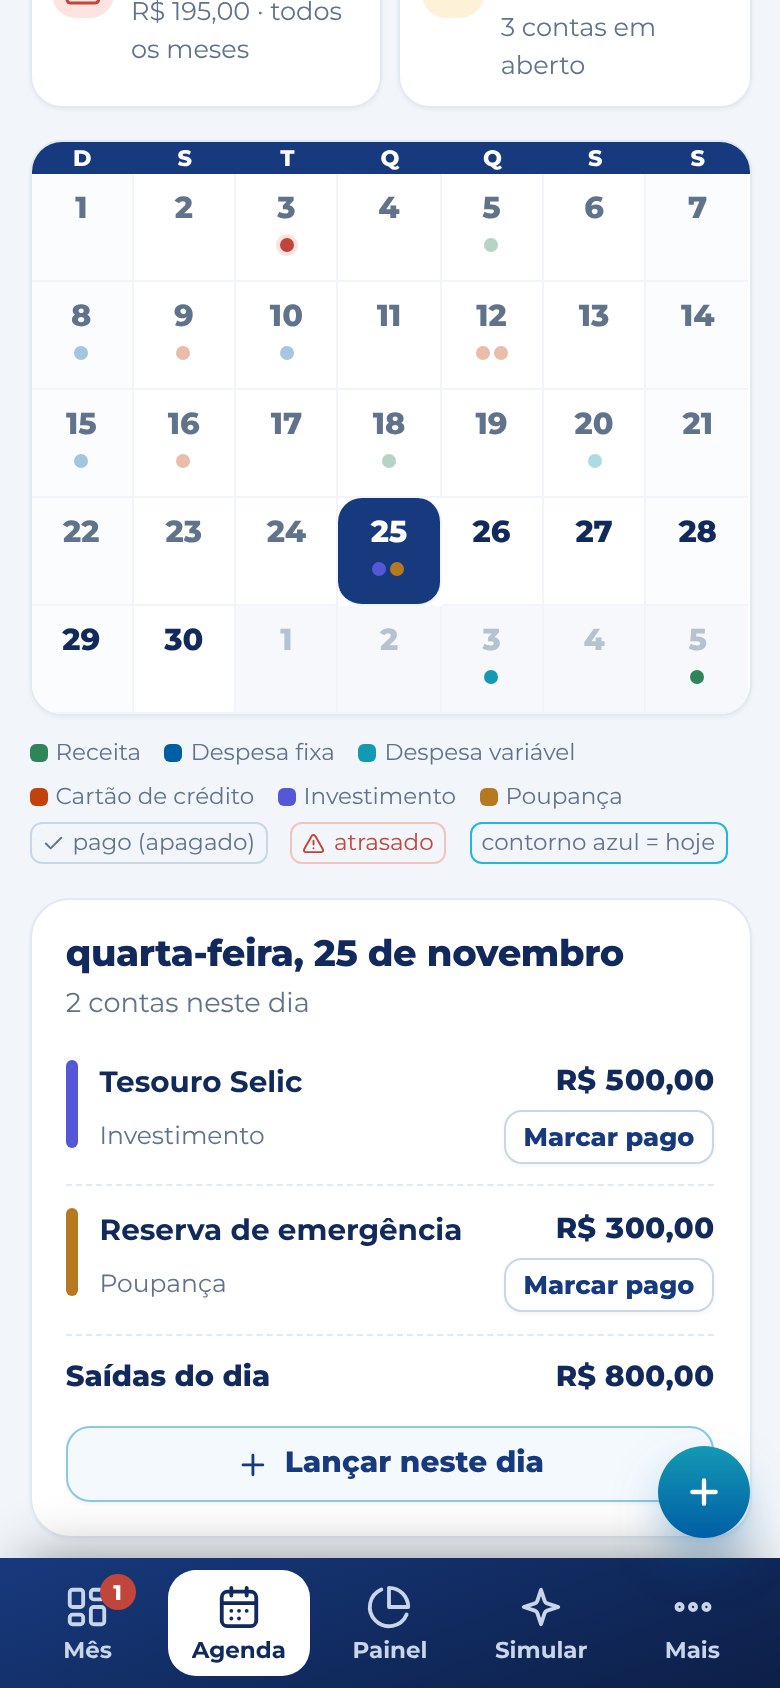 R$ 195,00 · todos
os meses
3 contas em
aberto
D S T Q Q S S
1 2 3 4 5 6 7
8 9 10 11 12 13 14
15 16 17 18 19 20 21
22 23 24 25 26 27 28
29 30 1 2 3 4 5
Receita Despesa fixa Despesa variável
Cartão de crédito Investimento Poupança
pago (apagado) atrasado contorno azul = hoje
quarta-feira, 25 de novembro
2 contas neste dia
Tesouro Selic R$ 500,00
Investimento Marcar pago
Reserva de emergência R$ 300,00
Poupança Marcar pago
Saídas do dia R$ 800,00
+ Lançar neste dia
+
1
Mês Agenda Painel Simular Mais